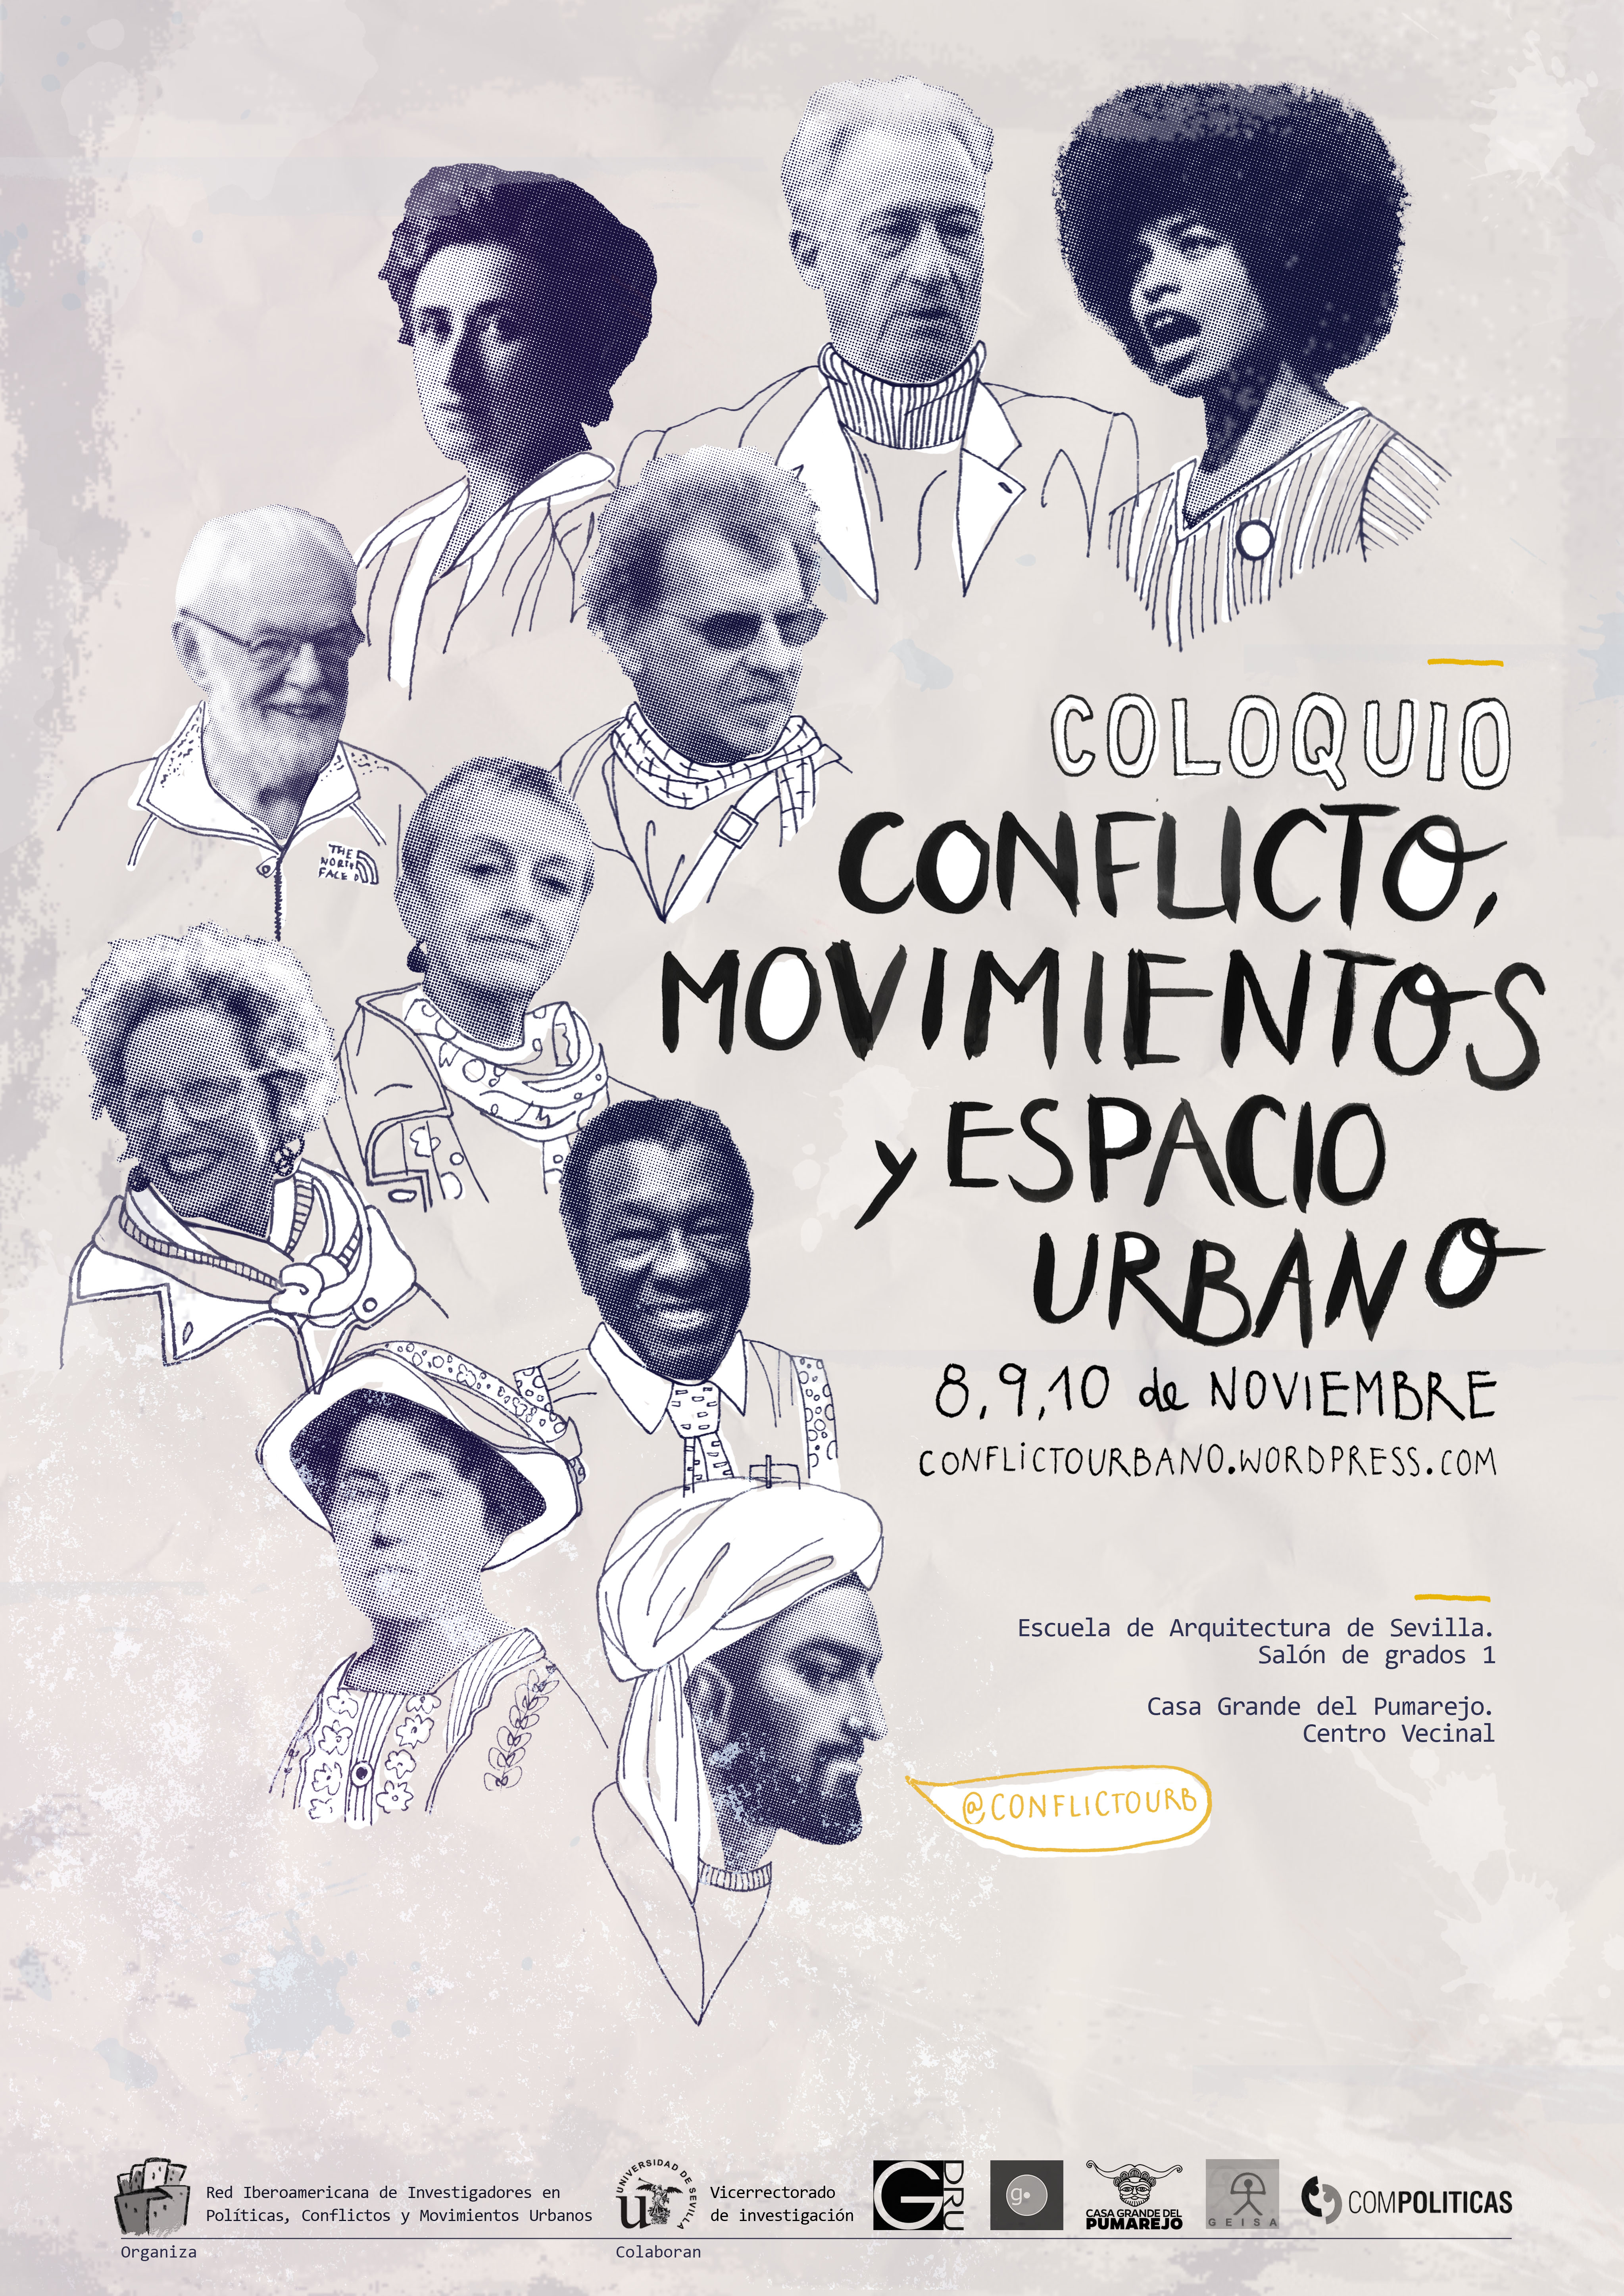 COLOQUIO
CONFLICTO,
MOVIMIENTOS
y ESPACIO
URBANO
8, 9, 10 de NOVIEMBRE
CONFLICTOURBANO.WORDPRESS.COM
THE
NORTH
FACE
Escuela de Arquitectura de Sevilla.
Salón de grados 1
Casa Grande del Pumarejo.
Centro Vecinal
@CONFLICTOURB
Red Iberoamericana de Investigadores en
Políticas, Conflictos y Movimientos Urbanos
Organiza
UNIVERSIDAD DE SEVILLA
u
Vicerrectorado
de investigación
G
DRU
g
CASA GRANDE DEL
PUMAREJO
GEISA
COMPOLITICAS
Colaboran